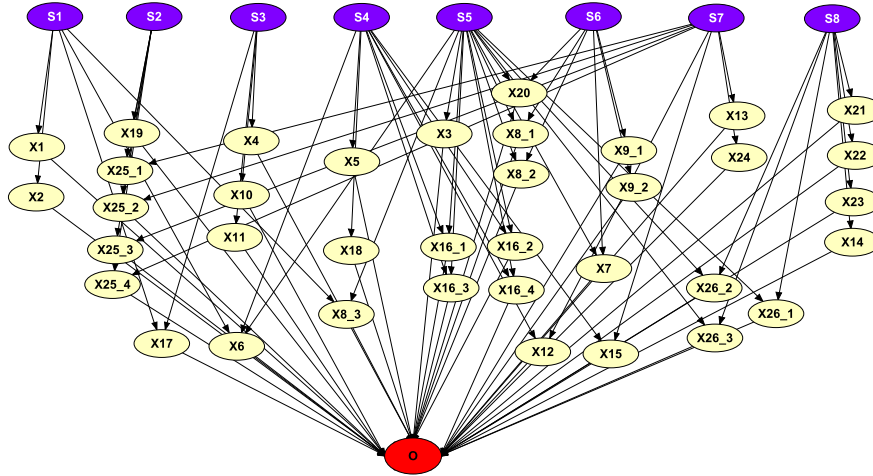 S1 S2 S3 S4 S5 S6 S7 S8
X20
X21
X13
X19 X3 X8_1
X4
X1 X9_1
X5 X24 X22
X25_1
X8_2
X9_2
X2 X10
X25_2 X23
X11 X14
X25_3 X18 X16_1 X16_2
X7
X25_4 X16_3 X16_4 X26_2
X8_3 X26_1
X17 X6 X12 X15 X26_3
O